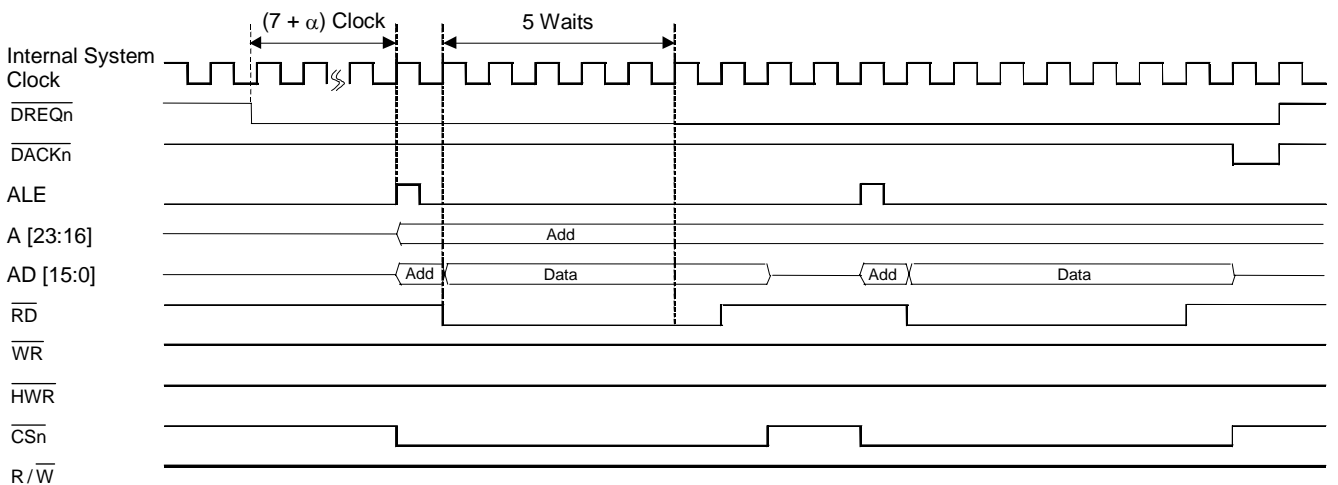 (7 + α) Clock
5 Waits
Internal System
Clock
DREQn
DACKn
ALE
A [23:16]
Add
AD [15:0]
Add
Data
Add
Data
RD
WR
HWR
CSn
R / W